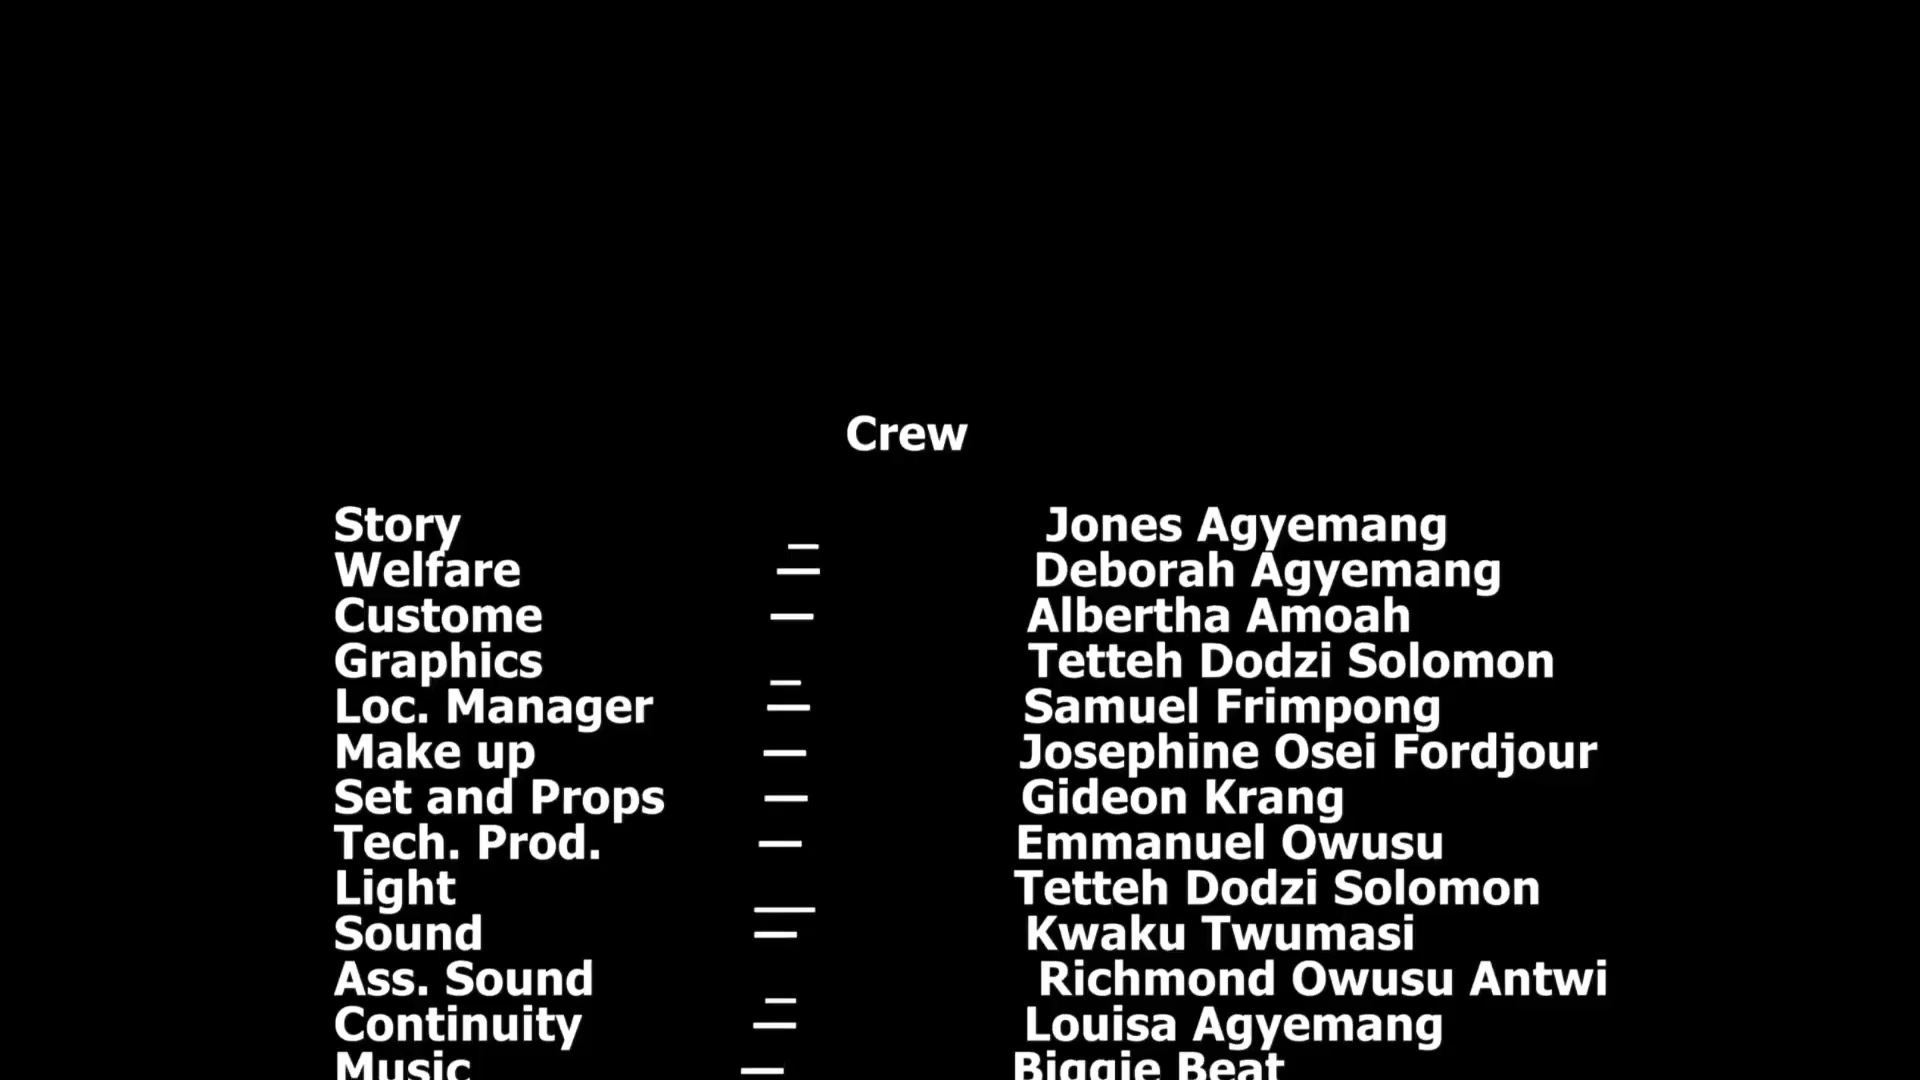 Crew
Story _ Jones Agyemang
Welfare — Deborah Agyemang
Custome — Albertha Amoah
Graphics _ Tetteh Dodzi Solomon
Loc. Manager — Samuel Frimpong
Make up — Josephine Osei Fordjour
Set and Props — Gideon Krang
Tech. Prod. — Emmanuel Owusu
Light __ Tetteh Dodzi Solomon
Sound — Kwaku Twumasi
Ass. Sound _ Richmond Owusu Antwi
Continuity — Louisa Agyemang
Music — Biggie Beat